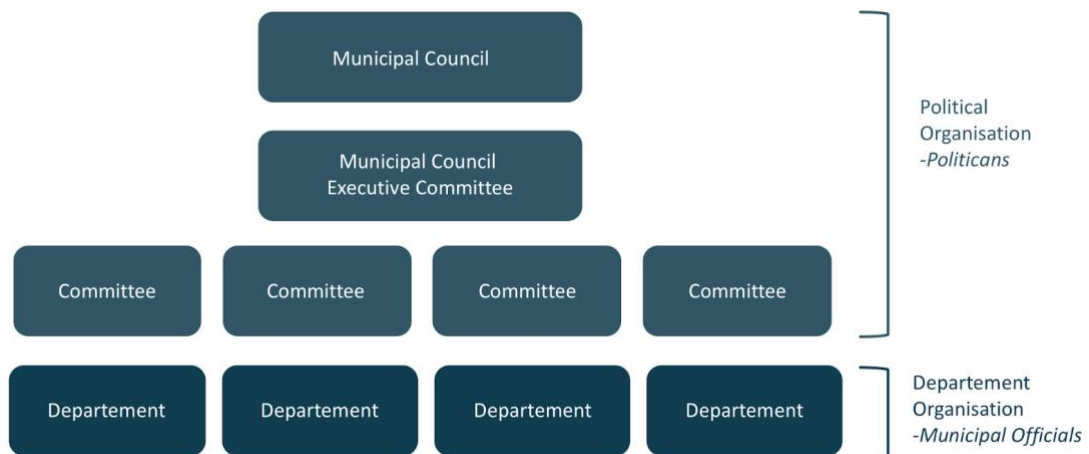 Municipal Council
Municipal Council
Executive Committee
Political
Organisation
-Politicans
Committee
Committee
Committee
Committee
Departement
Departement
Departement
Departement
Departement
Organisation
-Municipal Officials